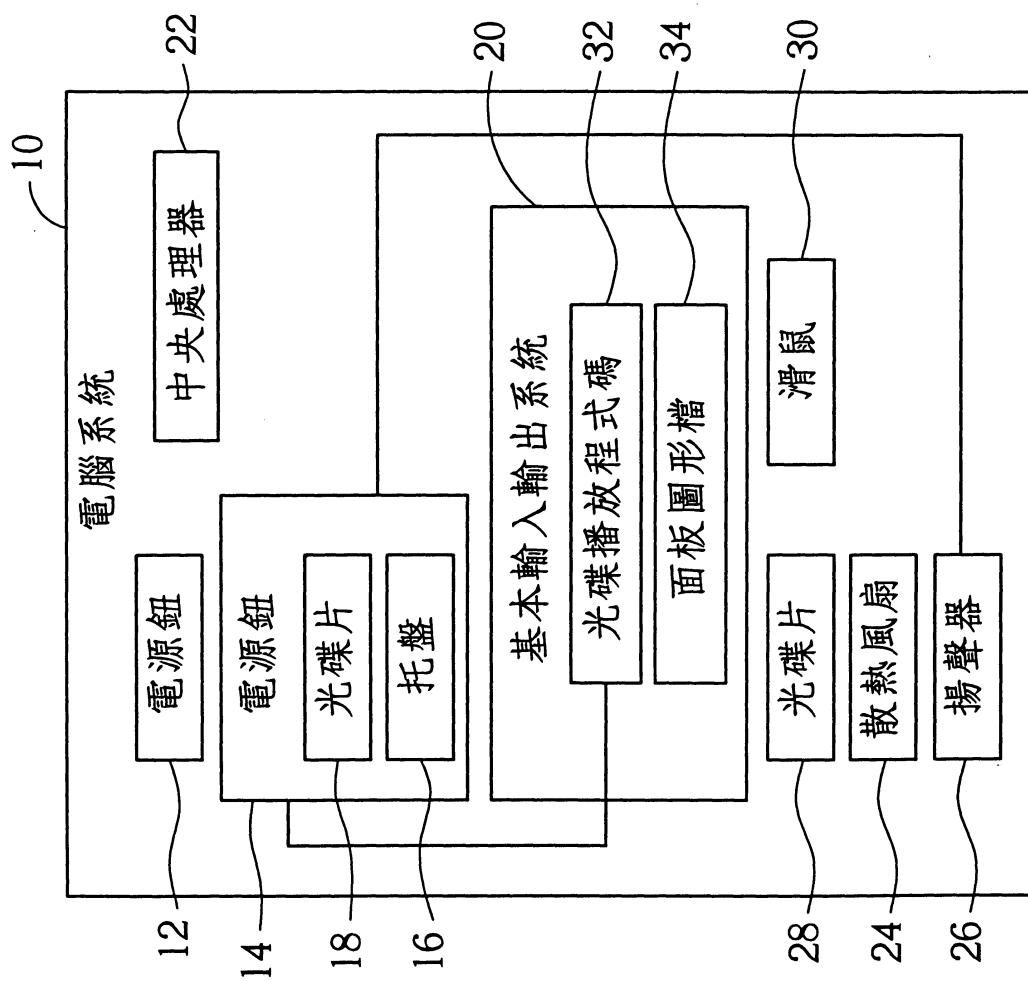 10
電腦系統
22
中央處理器
12
電源鈕
14
電源鈕
18
光碟片
16
托盤
20
基本輸入輸出系統
32
光碟播放程式碼
34
面板圖形檔
28
光碟片
30
滑鼠
24
散熱風扇
26
揚聲器